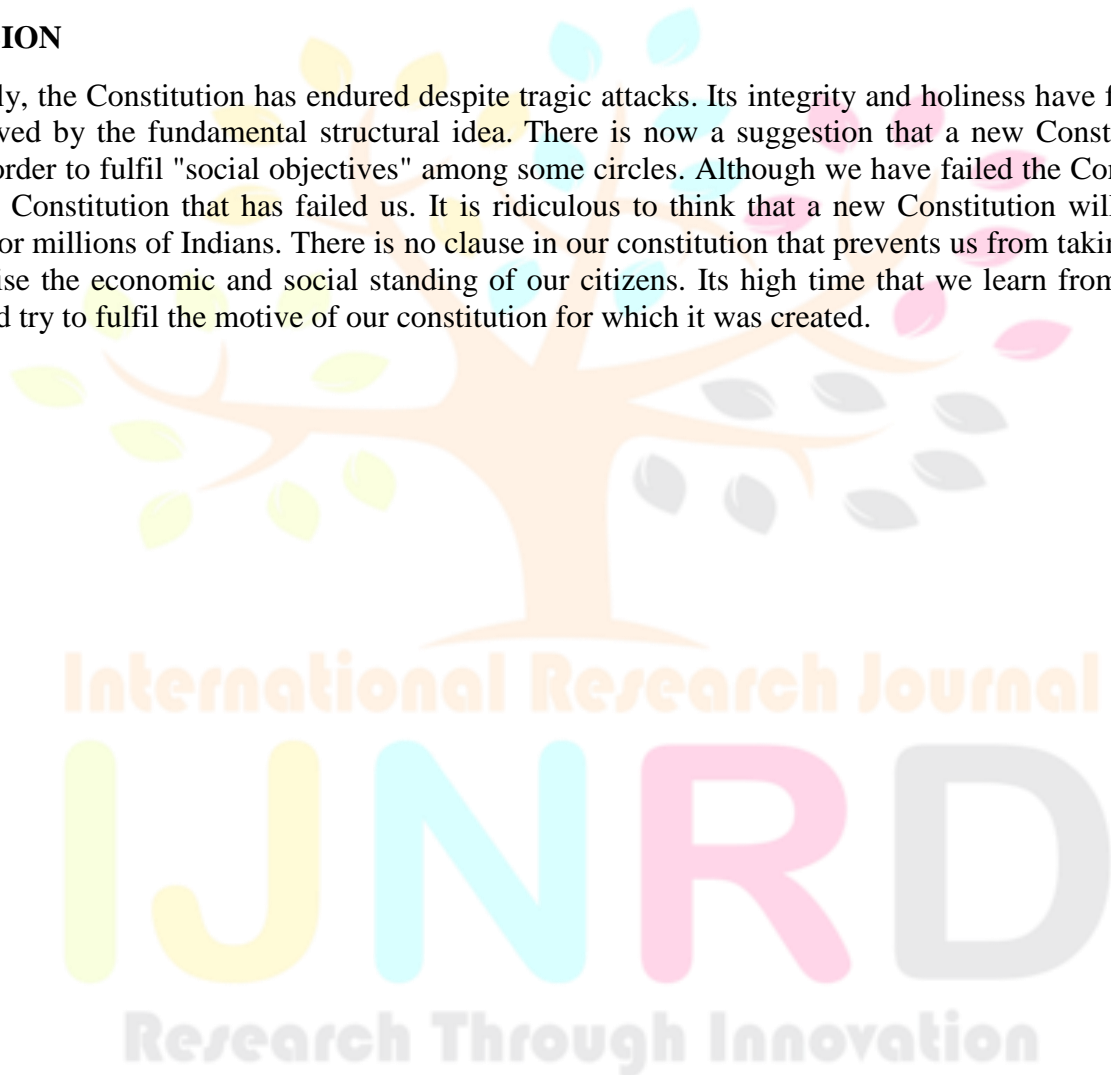 ION
ly, the Constitution has endured despite tragic attacks. Its integrity and holiness have f
ved by the fundamental structural idea. There is now a suggestion that a new Const
order to fulfil "social objectives" among some circles. Although we have failed the Con
Constitution that has failed us. It is ridiculous to think that a new Constitution will
or millions of Indians. There is no clause in our constitution that prevents us from takin
ise the economic and social standing of our citizens. Its high time that we learn from
d try to fulfil the motive of our constitution for which it was created.
International Research Journal
IJNRD
Research Through Innovation